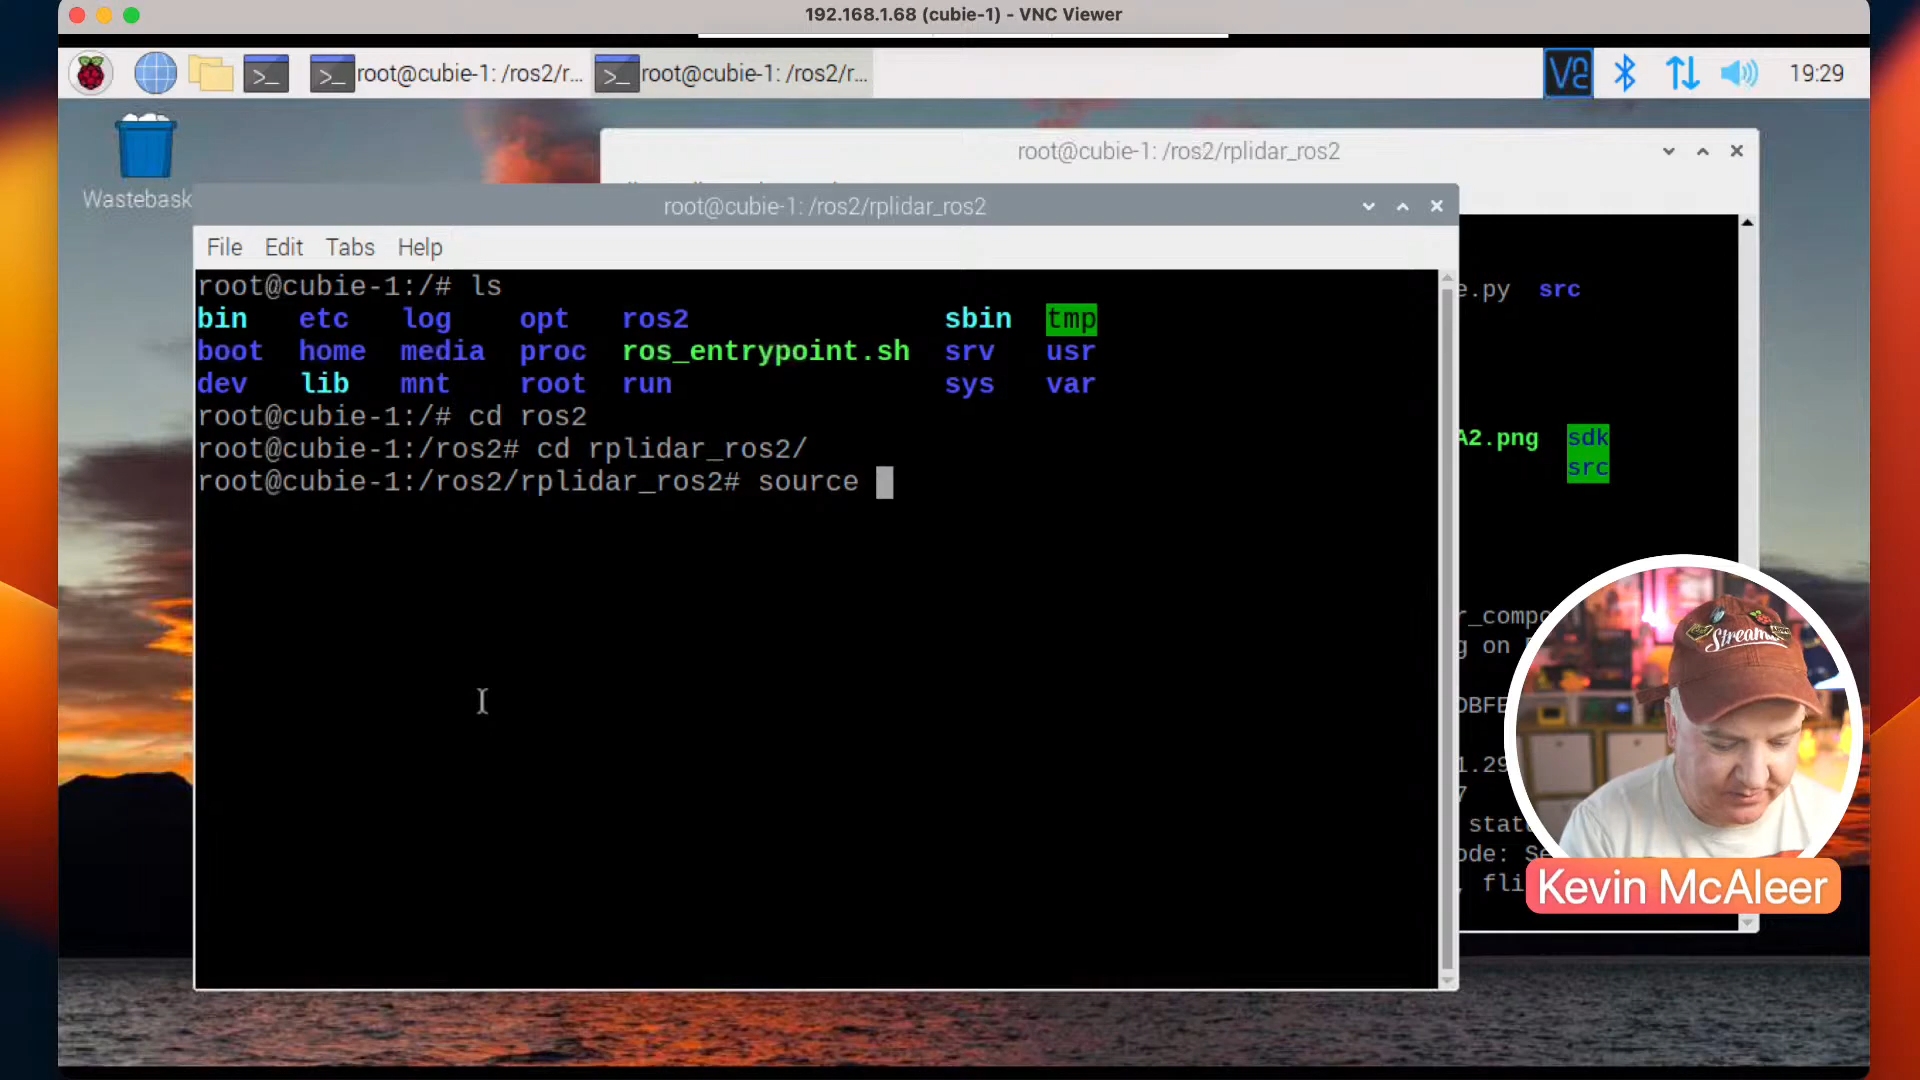 192.168.1.68 (cubie-1) - VNC Viewer
root@cubie-1: /ros2/r...
root@cubie-1: /ros2/r...
19:29
Wastebask
root@cubie-1: /ros2/rplidar_ros2
root@cubie-1: /ros2/rplidar_ros2
File Edit Tabs Help
root@cubie-1:/# ls
bin etc log opt ros2 sbin tmp
boot home media proc ros_entrypoint.sh srv usr
dev lib mnt root run sys var
root@cubie-1:/# cd ros2
root@cubie-1:/ros2# cd rplidar_ros2/
root@cubie-1:/ros2/rplidar_ros2# source
e.py src
A2.png sdk
src
r_compo
g on
DBFE
1.29
7
stat
ode: Se
, fli
Streame
Kevin McAleer